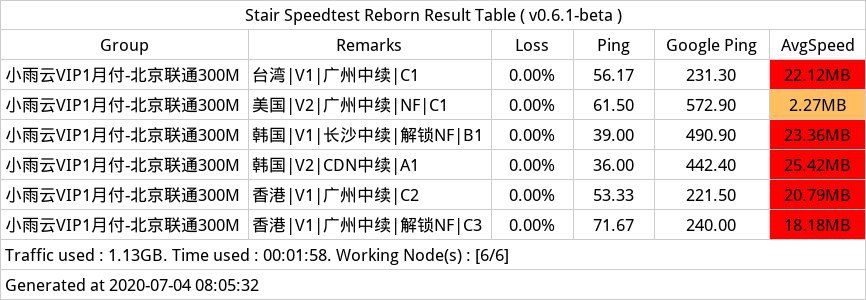 Stair Speedtest Reborn Result Table ( v0.6.1-beta )
Group Remarks Loss Ping Google Ping AvgSpeed
小雨云VIP1月付-北京联通300M 台湾|V1|广州中续|C1 0.00% 56.17 231.30 22.12MB
小雨云VIP1月付-北京联通300M 美国|V2|广州中续|NF|C1 0.00% 61.50 572.90 2.27MB
小雨云VIP1月付-北京联通300M 韩国|V1|长沙中续|解锁NF|B1 0.00% 39.00 490.90 23.36MB
小雨云VIP1月付-北京联通300M 韩国|V2|CDN中续|A1 0.00% 36.00 442.40 25.42MB
小雨云VIP1月付-北京联通300M 香港|V1|广州中续|C2 0.00% 53.33 221.50 20.79MB
小雨云VIP1月付-北京联通300M 香港|V1|广州中续|解锁NF|C3 0.00% 71.67 240.00 18.18MB
Traffic used : 1.13GB. Time used : 00:01:58. Working Node(s) : [6/6]
Generated at 2020-07-04 08:05:32